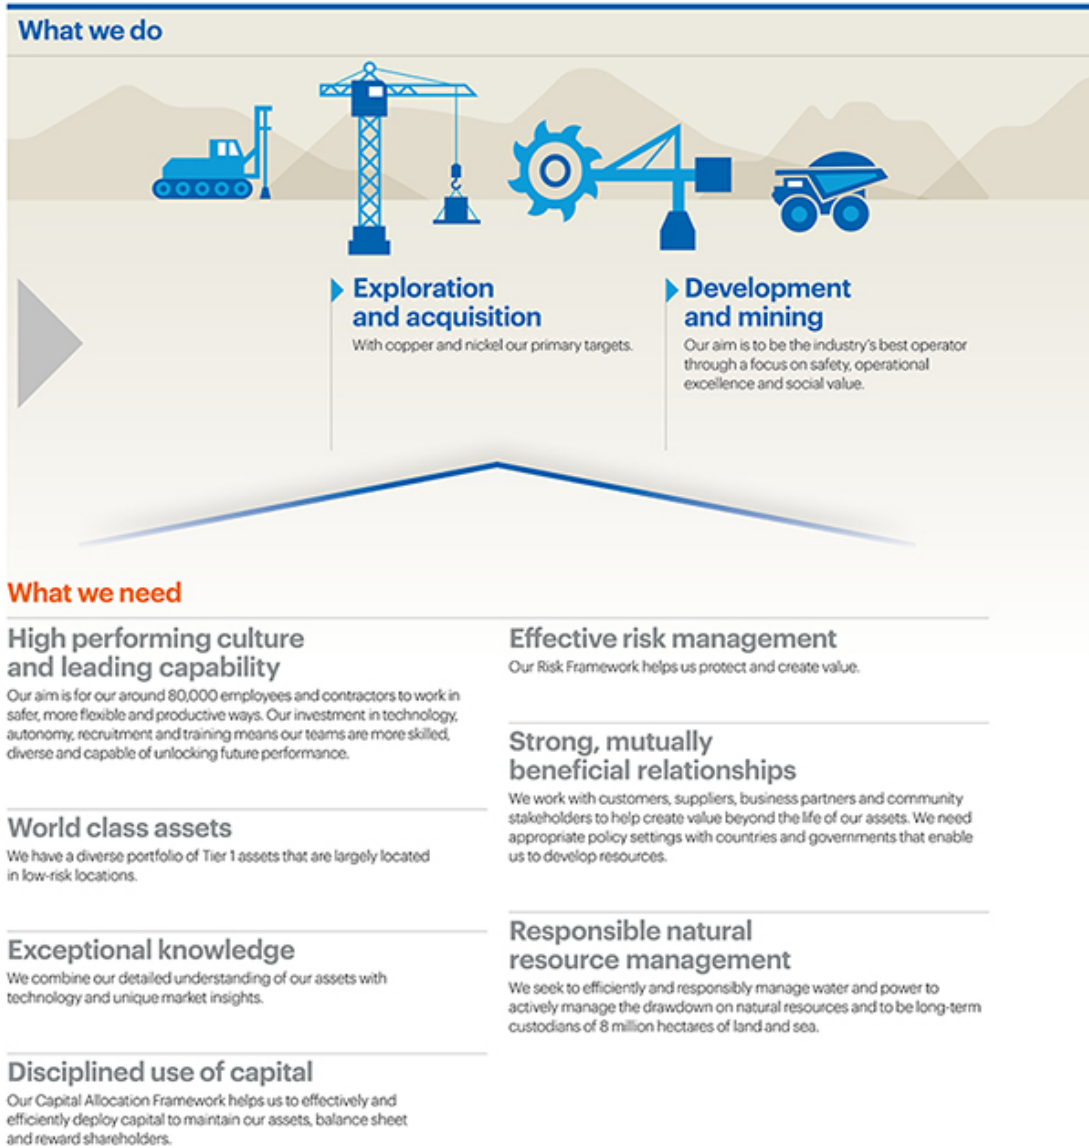 What we do
Exploration
and acquisition
With copper and nickel our primary targets.
Development
and mining
Our aim is to be the industry's best operator
through a focus on safety, operational
excellence and social value.
What we need
High performing culture
and leading capability
Our aim is for our around 80,000 employees and contractors to work in
safer, more flexible and productive ways. Our investment in technology,
autonomy, recruitment and training means our teams are more skilled,
diverse and capable of unlocking future performance.
World class assets
We have a diverse portfolio of Tier 1 assets that are largely located
in low-risk locations.
Exceptional knowledge
We combine our detailed understanding of our assets with
technology and unique market insights.
Disciplined use of capital
Our Capital Allocation Framework helps us to effectively and
efficiently deploy capital to maintain our assets, balance sheet
and reward shareholders.
Effective risk management
Our Risk Framework helps us protect and create value.
Strong, mutually
beneficial relationships
We work with customers, suppliers, business partners and community
stakeholders to help create value beyond the life of our assets. We need
appropriate policy settings with countries and governments that enable
us to develop resources.
Responsible natural
resource management
We seek to efficiently and responsibly manage water and power to
actively manage the drawdown on natural resources and to be long-term
custodians of 8 million hectares of land and sea.